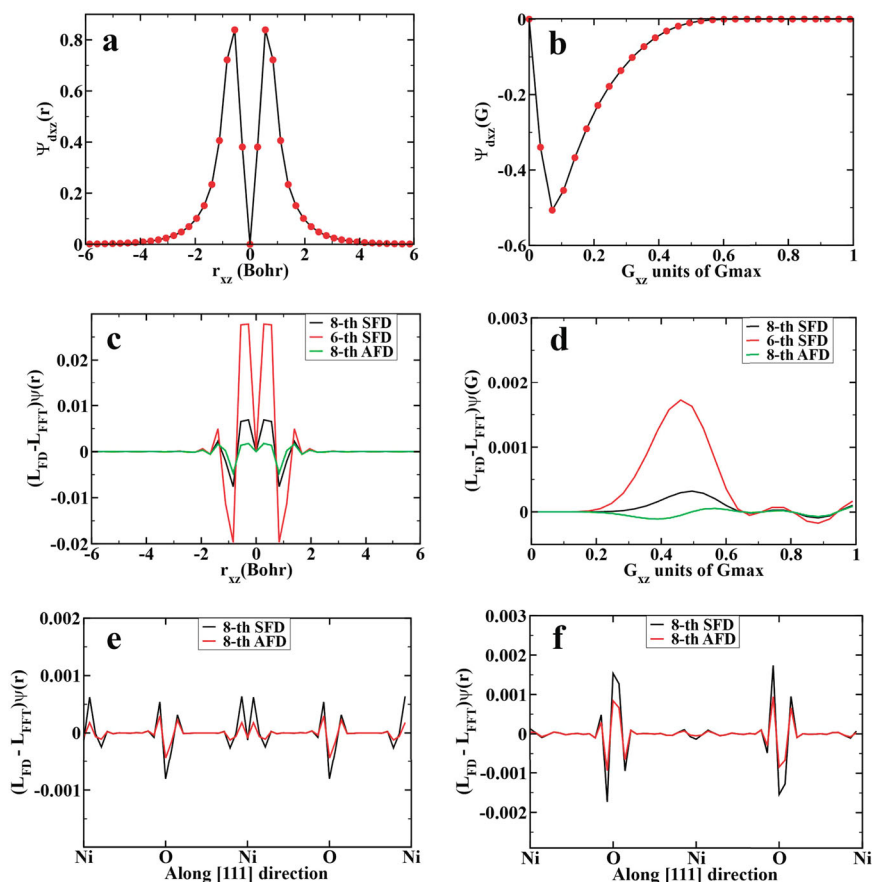 a
0.8
0.6
0.4
0.2
0
Ψdxz(r)
-6 -4 -2 0 2 4 6
rxz (Bohr)
b
0
-0.2
-0.4
-0.6
Ψdxz(G)
0 0.2 0.4 0.6 0.8 1
Gxz units of Gmax
c
8-th SFD
6-th SFD
8-th AFD
0.02
0.01
0
-0.01
-0.02
(LFD-LFFT)ψ(r)
-6 -4 -2 0 2 4 6
rxz(Bohr)
d
8-th SFD
6-th SFD
8-th AFD
0.003
0.002
0.001
0
(LFD-LFFT)ψ(G)
0 0.2 0.4 0.6 0.8 1
Gxz units of Gmax
e
8-th SFD
8-th AFD
0.002
0.001
0
-0.001
(LFD - LFFT)ψ(r)
Ni O Ni O Ni
Along [111] direction
f
8-th SFD
8-th AFD
0.003
0.002
0.001
0
-0.001
-0.002
(LFD - LFFT)ψ(r)
Ni O Ni O Ni
Along [111] direction